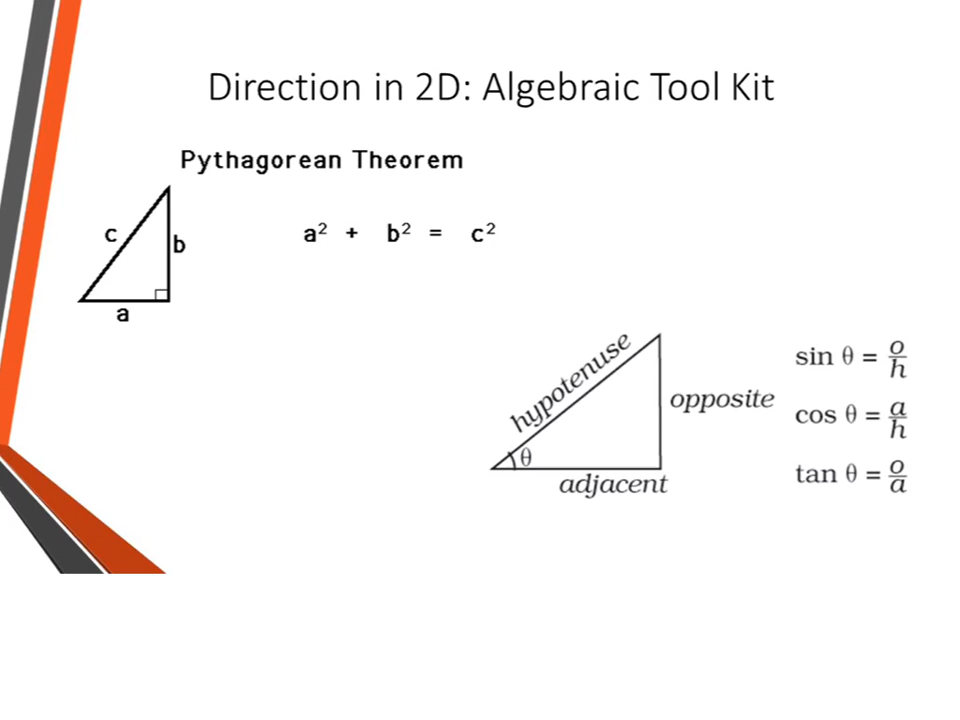 Direction in 2D: Algebraic Tool Kit
Pythagorean Theorem
c
b
a
a² + b² = c²
hypotenuse
opposite
θ
adjacent
sin θ = o/h
cos θ = a/h
tan θ = o/a